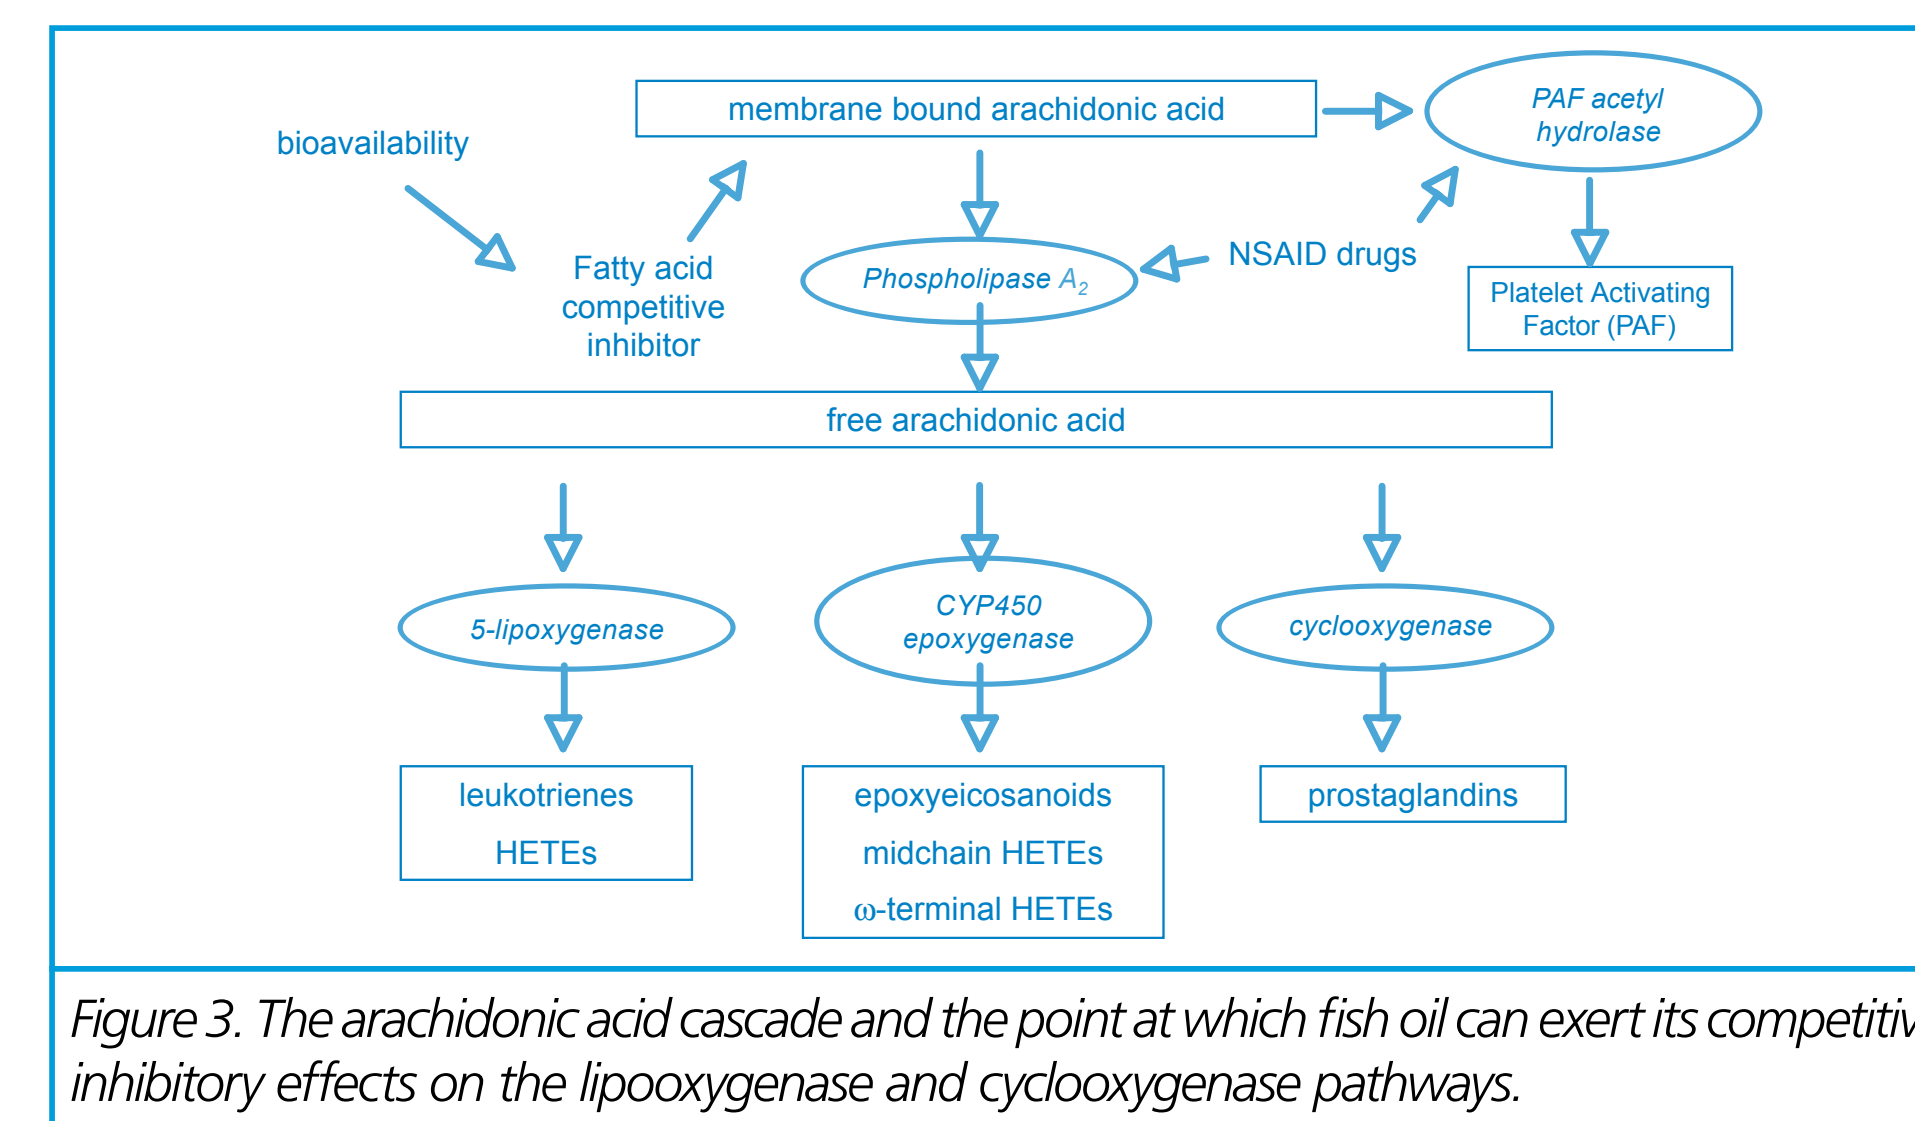 membrane bound arachidonic acid
PAF acetyl
hydrolase
bioavailability
NSAID drugs
Fatty acid
competitive
inhibitor
Phospholipase A₂
Platelet Activating
Factor (PAF)
free arachidonic acid
5-lipoxygenase
CYP450
epoxygenase
cyclooxygenase
leukotrienes
HETEs
epoxyeicosanoids
midchain HETEs
ω-terminal HETEs
prostaglandins
Figure 3. The arachidonic acid cascade and the point at which fish oil can exert its competitiv
inhibitory effects on the lipooxygenase and cyclooxygenase pathways.